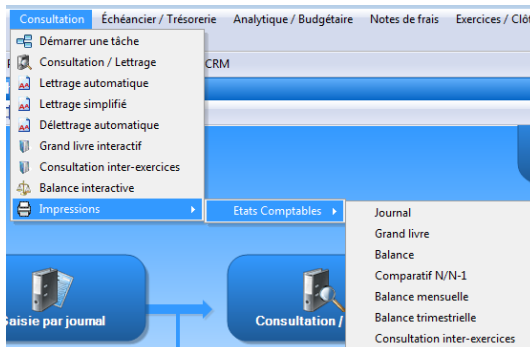 Consultation Échéancier / Trésorerie Analytique / Budgétaire Notes de frais Exercices / Clôt
Démarrer une tâche
Consultation / Lettrage
CRM
Lettrage automatique
Lettrage simplifié
Délettrage automatique
Grand livre interactif
Consultation inter-exercices
Balance interactive
Impressions
Etats Comptables
Journal
Grand livre
Balance
Comparatif N/N-1
Balance mensuelle
Balance trimestrielle
Consultation inter-exercices
Saisie par journal
Consultation /